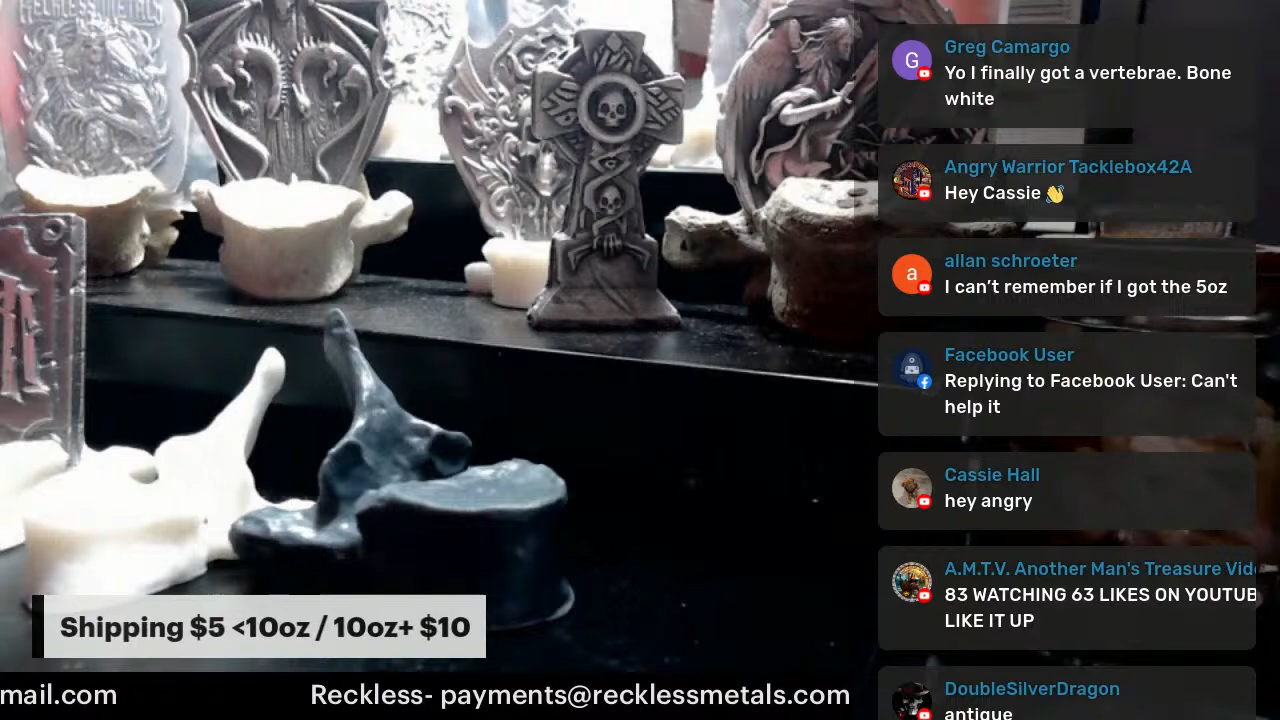 RECKLESS METALS
Greg Camargo
Yo I finally got a vertebrae. Bone
white
Angry Warrior Tacklebox42A
Hey Cassie 👋
allan schroeter
I can't remember if I got the 5oz
Facebook User
Replying to Facebook User: Can't
help it
Cassie Hall
hey angry
A.M.T.V. Another Man's Treasure Vid
83 WATCHING 63 LIKES ON YOUTUB
LIKE IT UP
DoubleSilverDragon
antique
Shipping $5 <10oz / 10oz+ $10
mail.com Reckless- payments@recklessmetals.com